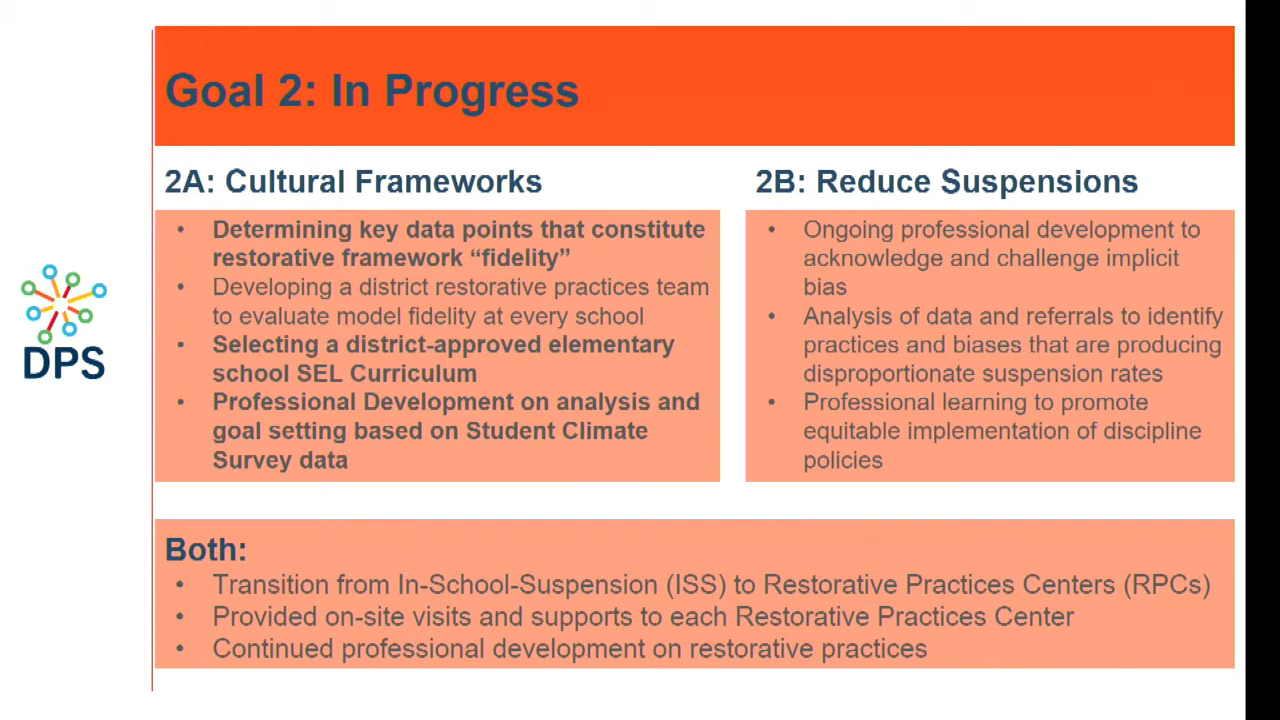 Goal 2: In Progress
2A: Cultural Frameworks
• Determining key data points that constitute
restorative framework “fidelity”
• Developing a district restorative practices team
to evaluate model fidelity at every school
• Selecting a district-approved elementary
school SEL Curriculum
• Professional Development on analysis and
goal setting based on Student Climate
Survey data
2B: Reduce Suspensions
• Ongoing professional development to
acknowledge and challenge implicit
bias
• Analysis of data and referrals to identify
practices and biases that are producing
disproportionate suspension rates
• Professional learning to promote
equitable implementation of discipline
policies
DPS
Both:
• Transition from In-School-Suspension (ISS) to Restorative Practices Centers (RPCs)
• Provided on-site visits and supports to each Restorative Practices Center
• Continued professional development on restorative practices